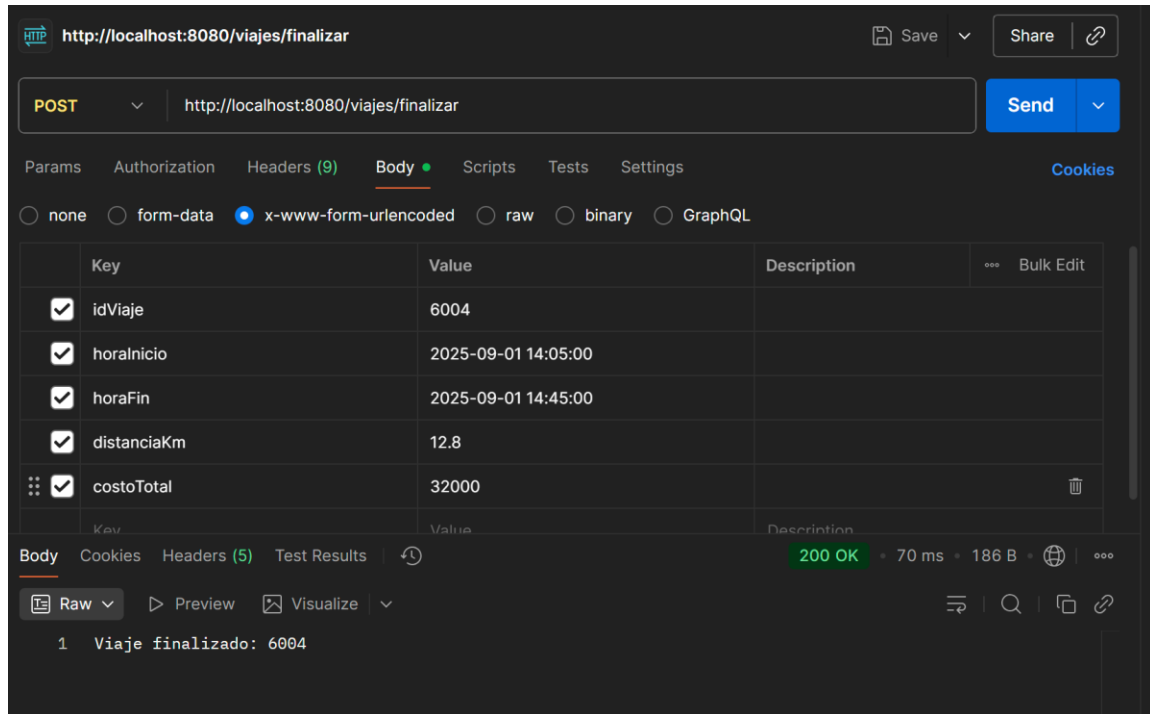 HTTP http://localhost:8080/viajes/finalizar Save Share
POST http://localhost:8080/viajes/finalizar Send
Params Authorization Headers (9) Body Scripts Tests Settings Cookies
none form-data x-www-form-urlencoded raw binary GraphQL
Key Value Description Bulk Edit
idViaje 6004
horaInicio 2025-09-01 14:05:00
horaFin 2025-09-01 14:45:00
distanciaKm 12.8
costoTotal 32000
Key Value Description
Body Cookies Headers (5) Test Results 200 OK • 70 ms • 186 B •
Raw Preview Visualize
1 Viaje finalizado: 6004